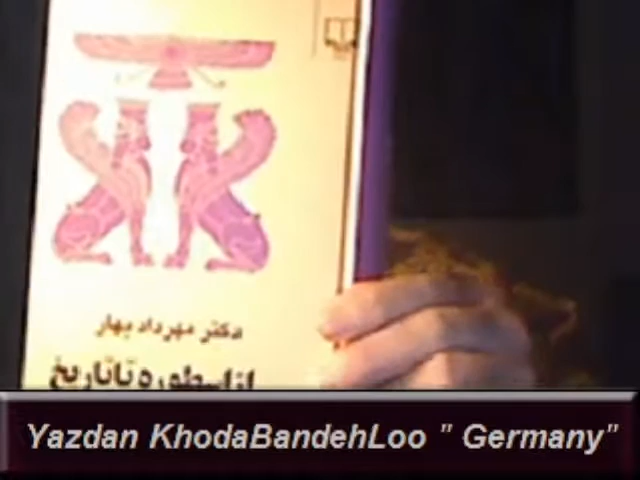 دکتر مهرداد بهار
از اسطوره تا تاریخ
Yazdan KhodaBandehLoo " Germany"